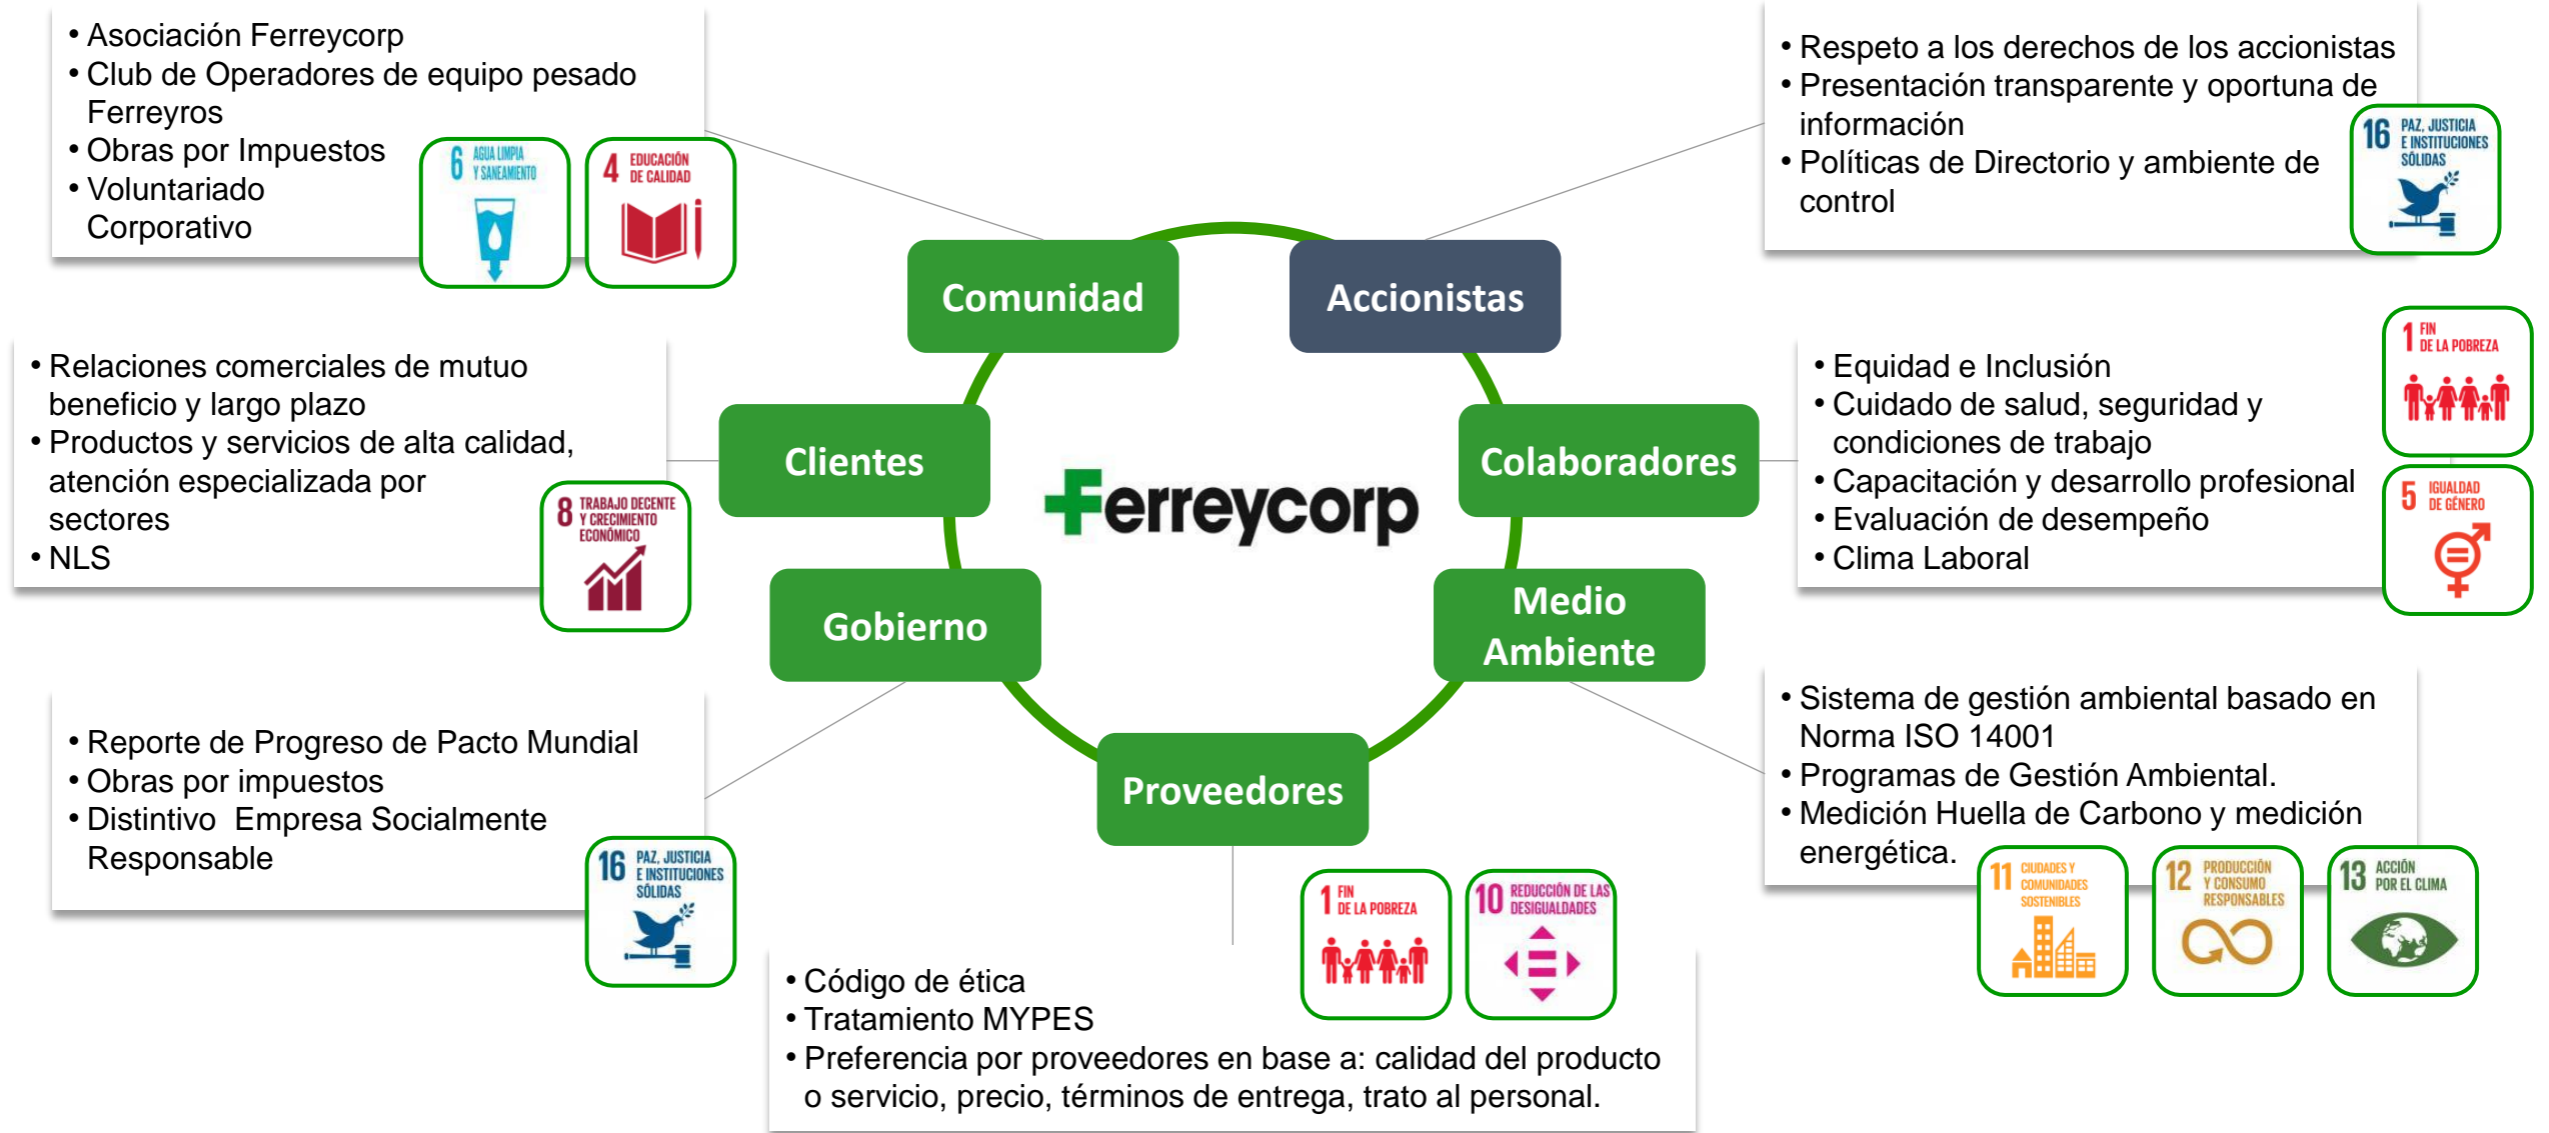 • Asociación Ferreycorp
• Club de Operadores de equipo pesado
Ferreyros
• Obras por Impuestos
• Voluntariado
Corporativo
6 AGUA LIMPIA
Y SANEAMIENTO
4 EDUCACIÓN
DE CALIDAD
• Respeto a los derechos de los accionistas
• Presentación transparente y oportuna de
información
• Políticas de Directorio y ambiente de
control
16 PAZ, JUSTICIA
E INSTITUCIONES
SÓLIDAS
Comunidad
Accionistas
• Relaciones comerciales de mutuo
beneficio y largo plazo
• Productos y servicios de alta calidad,
atención especializada por
sectores
• NLS
8 TRABAJO DECENTE
Y CRECIMIENTO
ECONÓMICO
Clientes
Ferreycorp
Colaboradores
• Equidad e Inclusión
• Cuidado de salud, seguridad y
condiciones de trabajo
• Capacitación y desarrollo profesional
• Evaluación de desempeño
• Clima Laboral
1 FIN
DE LA POBREZA
5 IGUALDAD
DE GÉNERO
Gobierno
Medio
Ambiente
• Reporte de Progreso de Pacto Mundial
• Obras por impuestos
• Distintivo  Empresa Socialmente
Responsable
16 PAZ, JUSTICIA
E INSTITUCIONES
SÓLIDAS
Proveedores
• Sistema de gestión ambiental basado en
Norma ISO 14001
• Programas de Gestión Ambiental.
• Medición Huella de Carbono y medición
energética.
11 CIUDADES Y
COMUNIDADES
SOSTENIBLES
12 PRODUCCIÓN
Y CONSUMO
RESPONSABLES
13 ACCIÓN
POR EL CLIMA
1 FIN
DE LA POBREZA
10 REDUCCIÓN DE LAS
DESIGUALDADES
• Código de ética
• Tratamiento MYPES
• Preferencia por proveedores en base a: calidad del producto
o servicio, precio, términos de entrega, trato al personal.